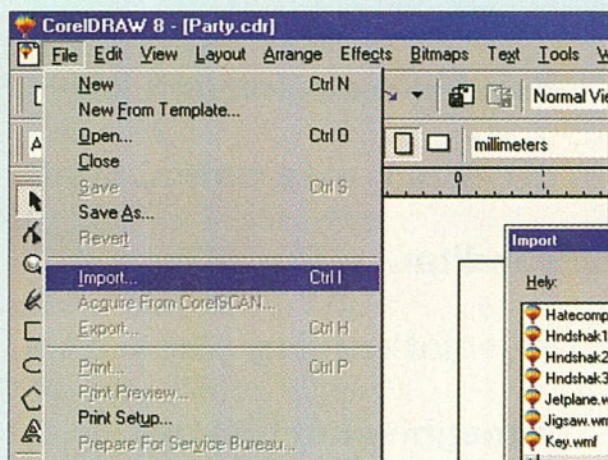 CorelDRAW 8 - [Party.cdr]
File Edit View Layout Arrange Effects Bitmaps Text Tools
New Ctrl N
New From Template...
Open... Ctrl O
Close
Save Ctrl S
Save As...
Revert
Import... Ctrl I
Acquire From CorelSCAN...
Export... Ctrl H
Print... Ctrl P
Print Preview...
Print Setup...
Prepare For Service Bureau...
Normal Vie
millimeters
0
Import
Hely:
Hatecomp
Hndshak1
Hndshak2
Hndshak3
Jetplane.w
Jigsaw.wm
Key.wmf